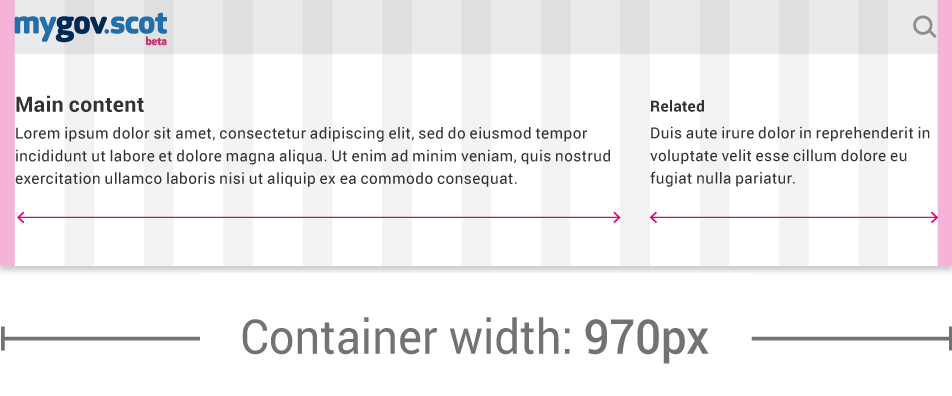 mygov.scot
beta
Main content
Lorem ipsum dolor sit amet, consectetur adipiscing elit, sed do eiusmod tempor
incididunt ut labore et dolore magna aliqua. Ut enim ad minim veniam, quis nostrud
exercitation ullamco laboris nisi ut aliquip ex ea commodo consequat.
Related
Duis aute irure dolor in reprehenderit in
voluptate velit esse cillum dolore eu
fugiat nulla pariatur.
Container width: 970px